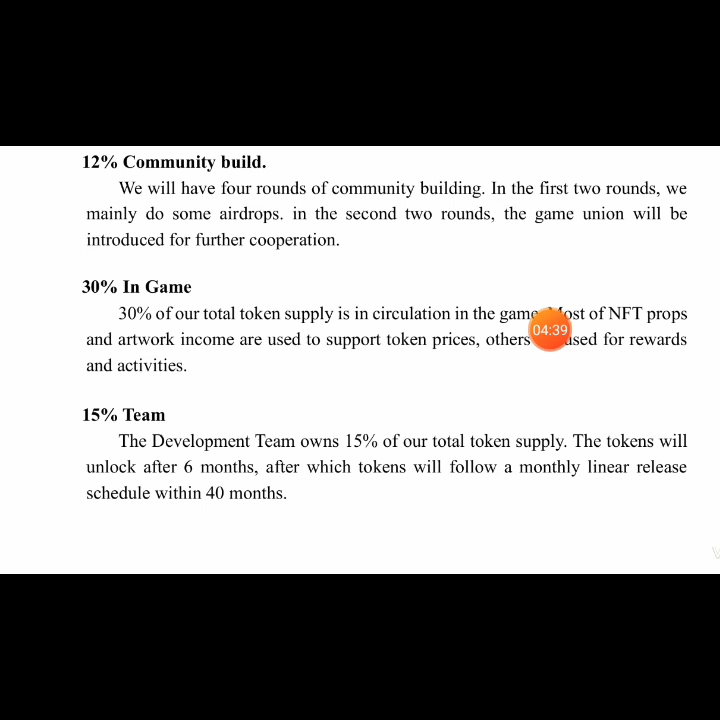 12% Community build.
We will have four rounds of community building. In the first two rounds, we
mainly do some airdrops. in the second two rounds, the game union will be
introduced for further cooperation.
30% In Game
30% of our total token supply is in circulation in the game. Most of NFT props
and artwork income are used to support token prices, others used for rewards
and activities.
04:39
15% Team
The Development Team owns 15% of our total token supply. The tokens will
unlock after 6 months, after which tokens will follow a monthly linear release
schedule within 40 months.